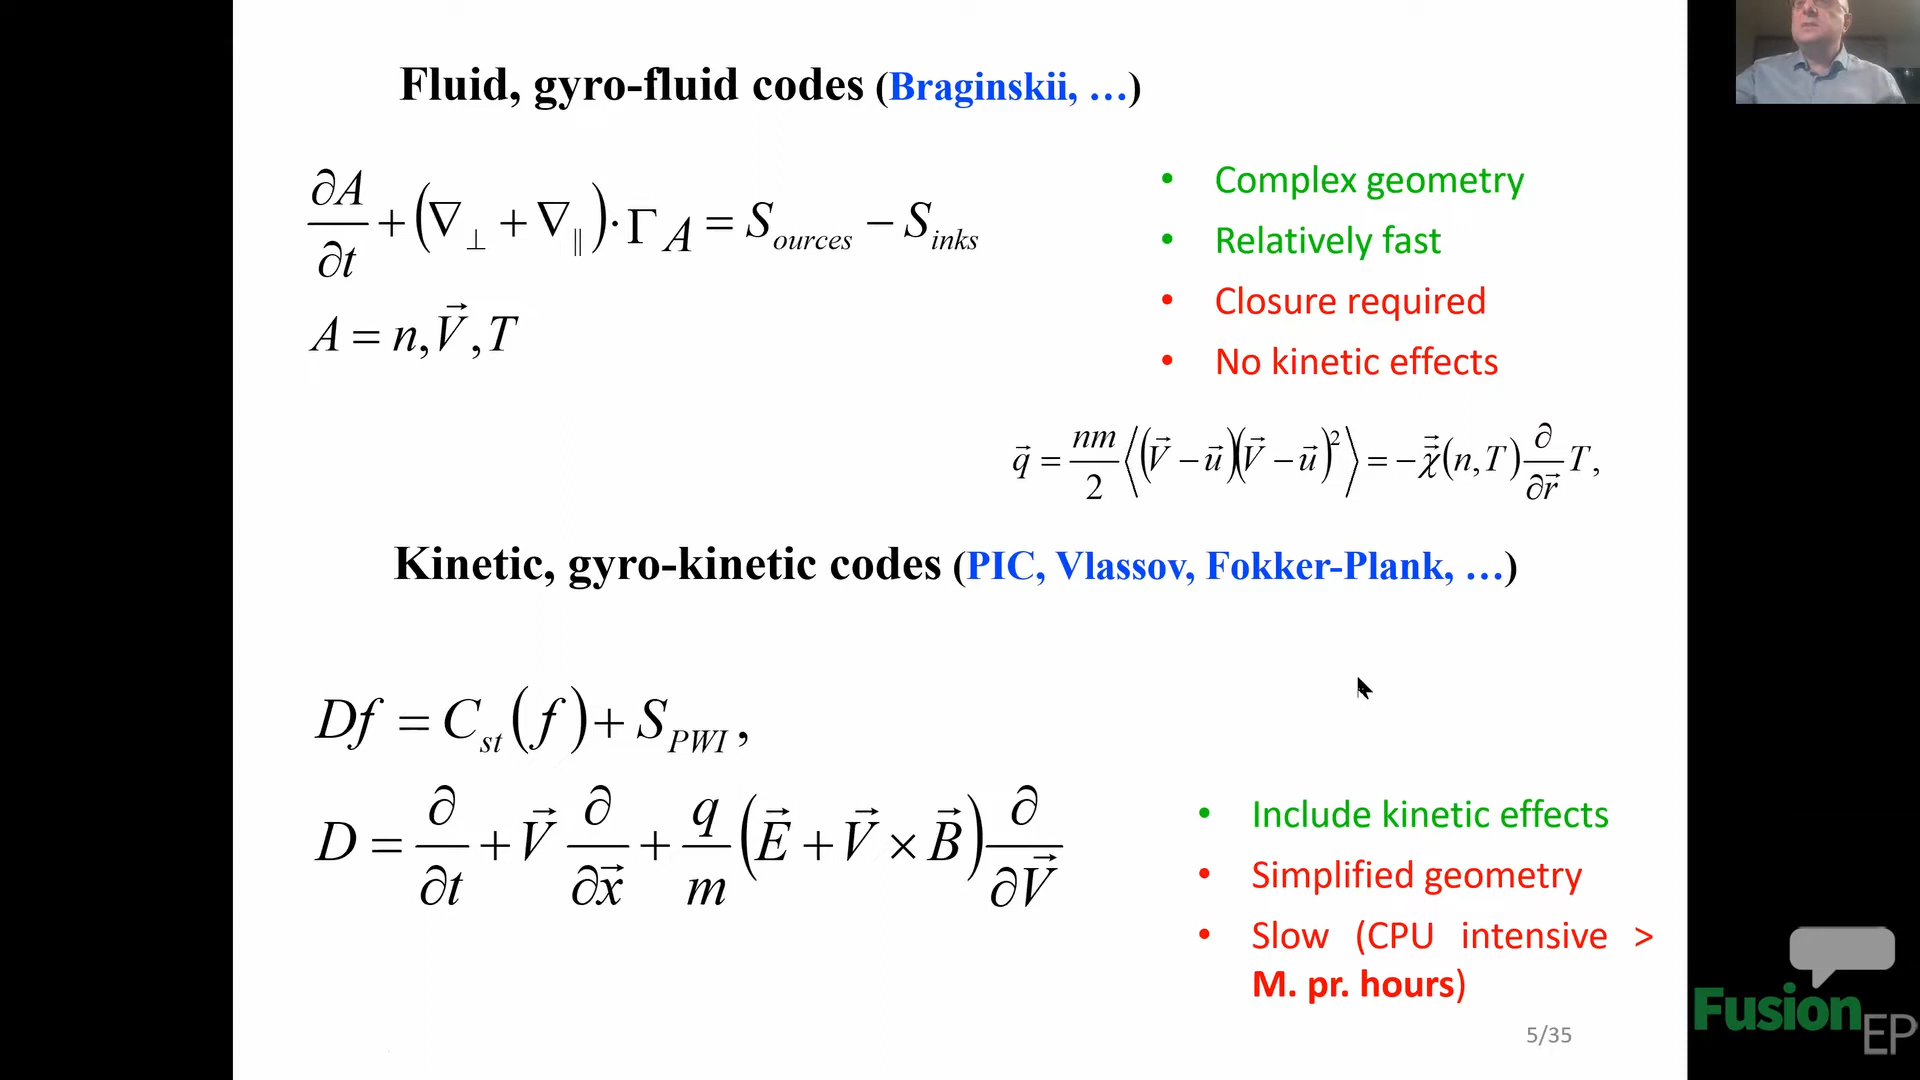 Fluid, gyro-fluid codes (Braginskii, …)
∂A/∂t + (∇⊥ + ∇∥)· Γ A = S_ources − S_inks
A = n, V⃗, T
• Complex geometry
• Relatively fast
• Closure required
• No kinetic effects
q⃗ = nm/2 ⟨(V⃗ − u⃗)(V⃗ − u⃗)²⟩ = −χ⃗(n,T) ∂/∂r⃗ T,
Kinetic, gyro-kinetic codes (PIC, Vlassov, Fokker-Plank, …)
Df = C_st (f) + S_PWI ,
D = ∂/∂t + V⃗ ∂/∂x⃗ + q/m (E⃗ + V⃗ × B⃗) ∂/∂V⃗
• Include kinetic effects
• Simplified geometry
• Slow (CPU intensive >
M. pr. hours)
5/35
Fusion EP